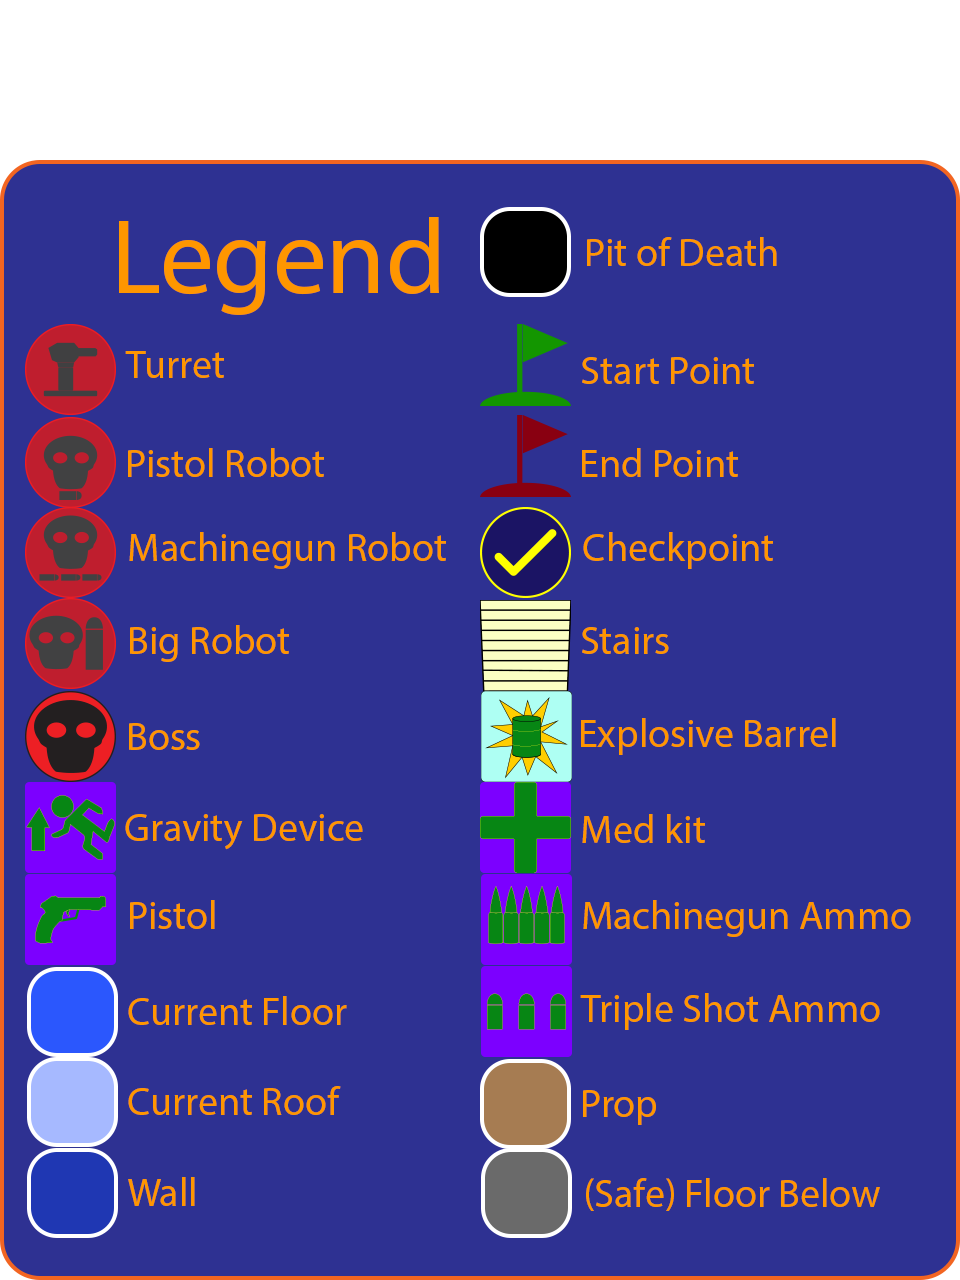 Legend
Turret
Pistol Robot
Machinegun Robot
Big Robot
Boss
Gravity Device
Pistol
Current Floor
Current Roof
Wall
Pit of Death
Start Point
End Point
Checkpoint
Stairs
Explosive Barrel
Med kit
Machinegun Ammo
Triple Shot Ammo
Prop
(Safe) Floor Below